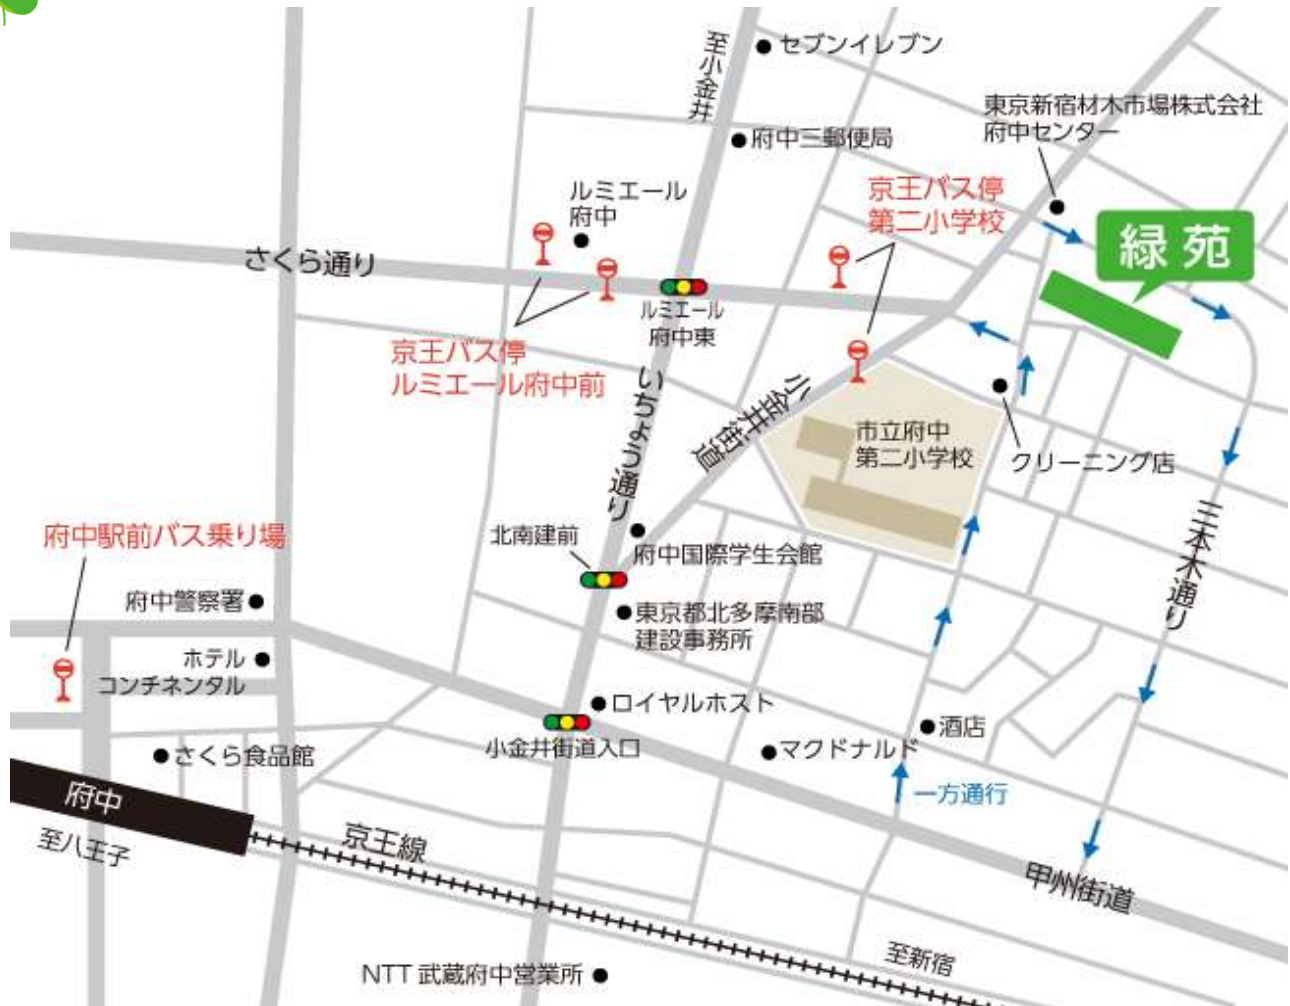 至小金井
セブンイレブン
東京新宿材木市場株式会社
府中センター
府中三郵便局
京王バス停
第二小学校
ルミエール
府中
緑苑
さくら通り
ルミエール
府中東
京王バス停
ルミエール府中前
いちょう通り
小金井街道
市立府中
第二小学校
クリーニング店
三本木通り
府中駅前バス乗り場
北南建前
府中国際学生会館
府中警察署
東京都北多摩南部
建設事務所
ホテル
コンチネンタル
ロイヤルホスト
小金井街道入口
マクドナルド
酒店
さくら食品館
一方通行
府中
至八王子
京王線
甲州街道
至新宿
NTT 武蔵府中営業所